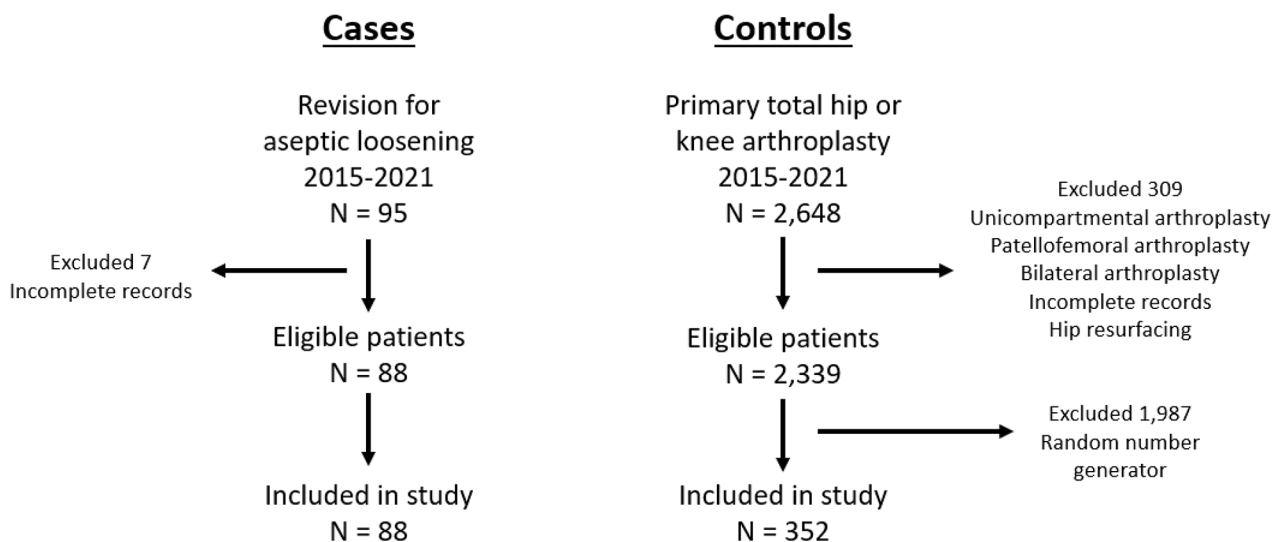 Cases
Revision for
aseptic loosening
2015-2021
N = 95
Excluded 7
Incomplete records
Eligible patients
N = 88
Included in study
N = 88
Controls
Primary total hip or
knee arthroplasty
2015-2021
N = 2,648
Excluded 309
Unicompartmental arthroplasty
Patellofemoral arthroplasty
Bilateral arthroplasty
Incomplete records
Hip resurfacing
Eligible patients
N = 2,339
Excluded 1,987
Random number
generator
Included in study
N = 352